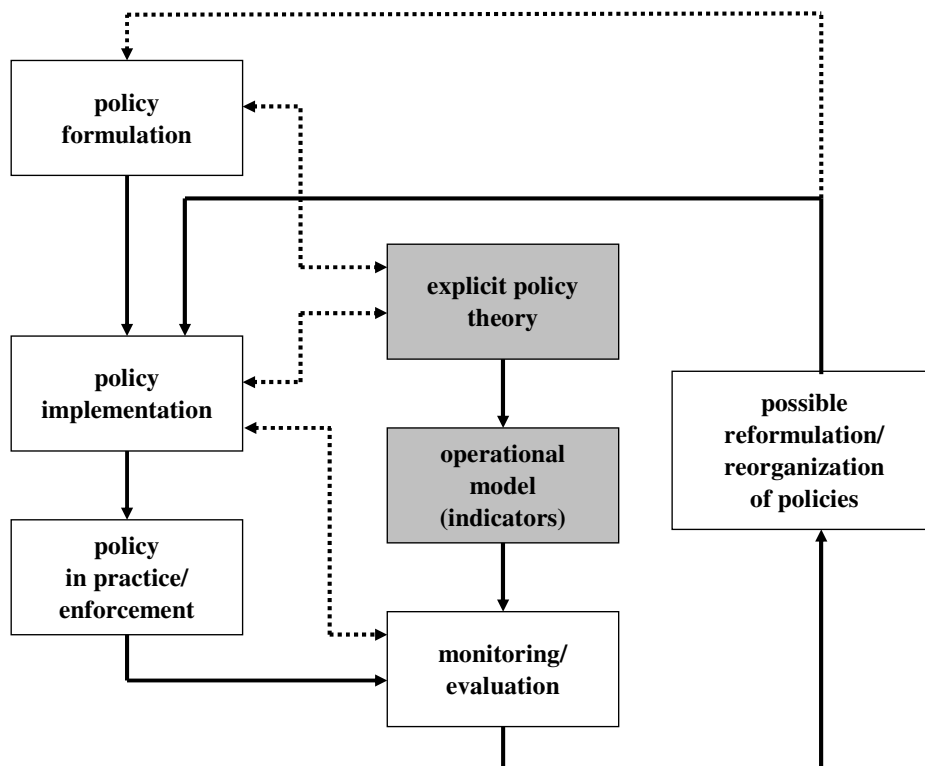 policy
formulation
explicit policy
theory
policy
implementation
possible
reformulation/
reorganization
of policies
operational
model
(indicators)
policy
in practice/
enforcement
monitoring/
evaluation